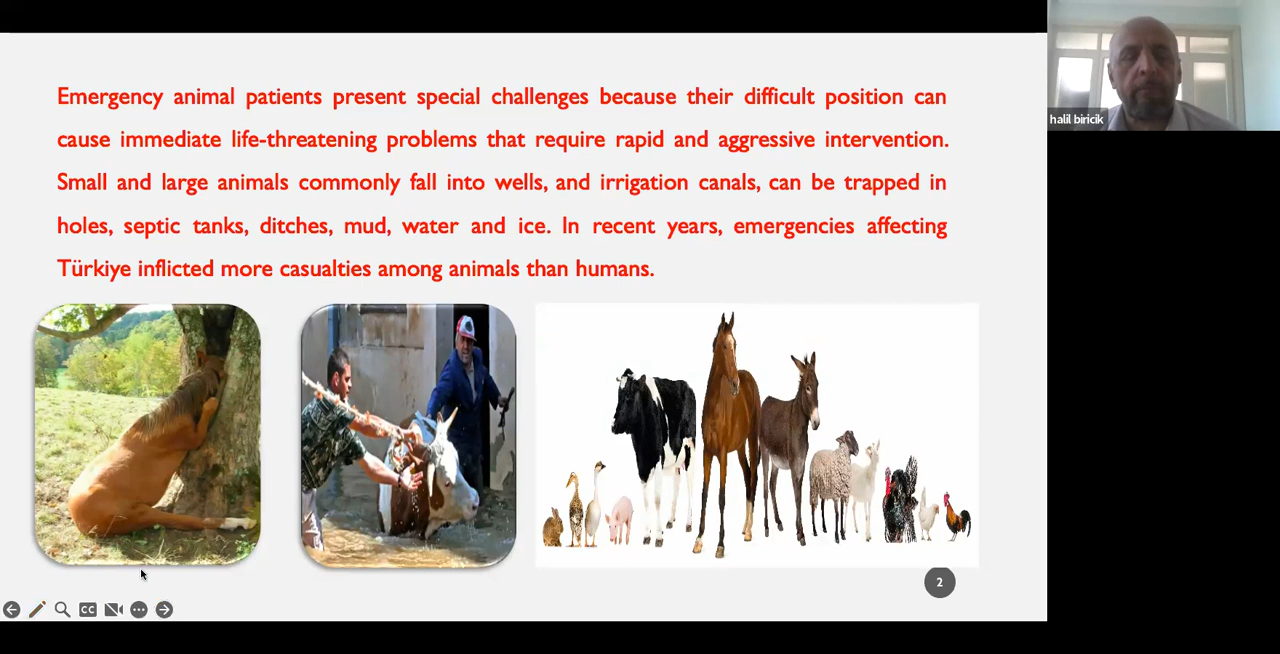 Emergency animal patients present special challenges because their difficult position can
cause immediate life-threatening problems that require rapid and aggressive intervention.
Small and large animals commonly fall into wells, and irrigation canals, can be trapped in
holes, septic tanks, ditches, mud, water and ice. In recent years, emergencies affecting
Türkiye inflicted more casualties among animals than humans.
halil biricik
2
CC